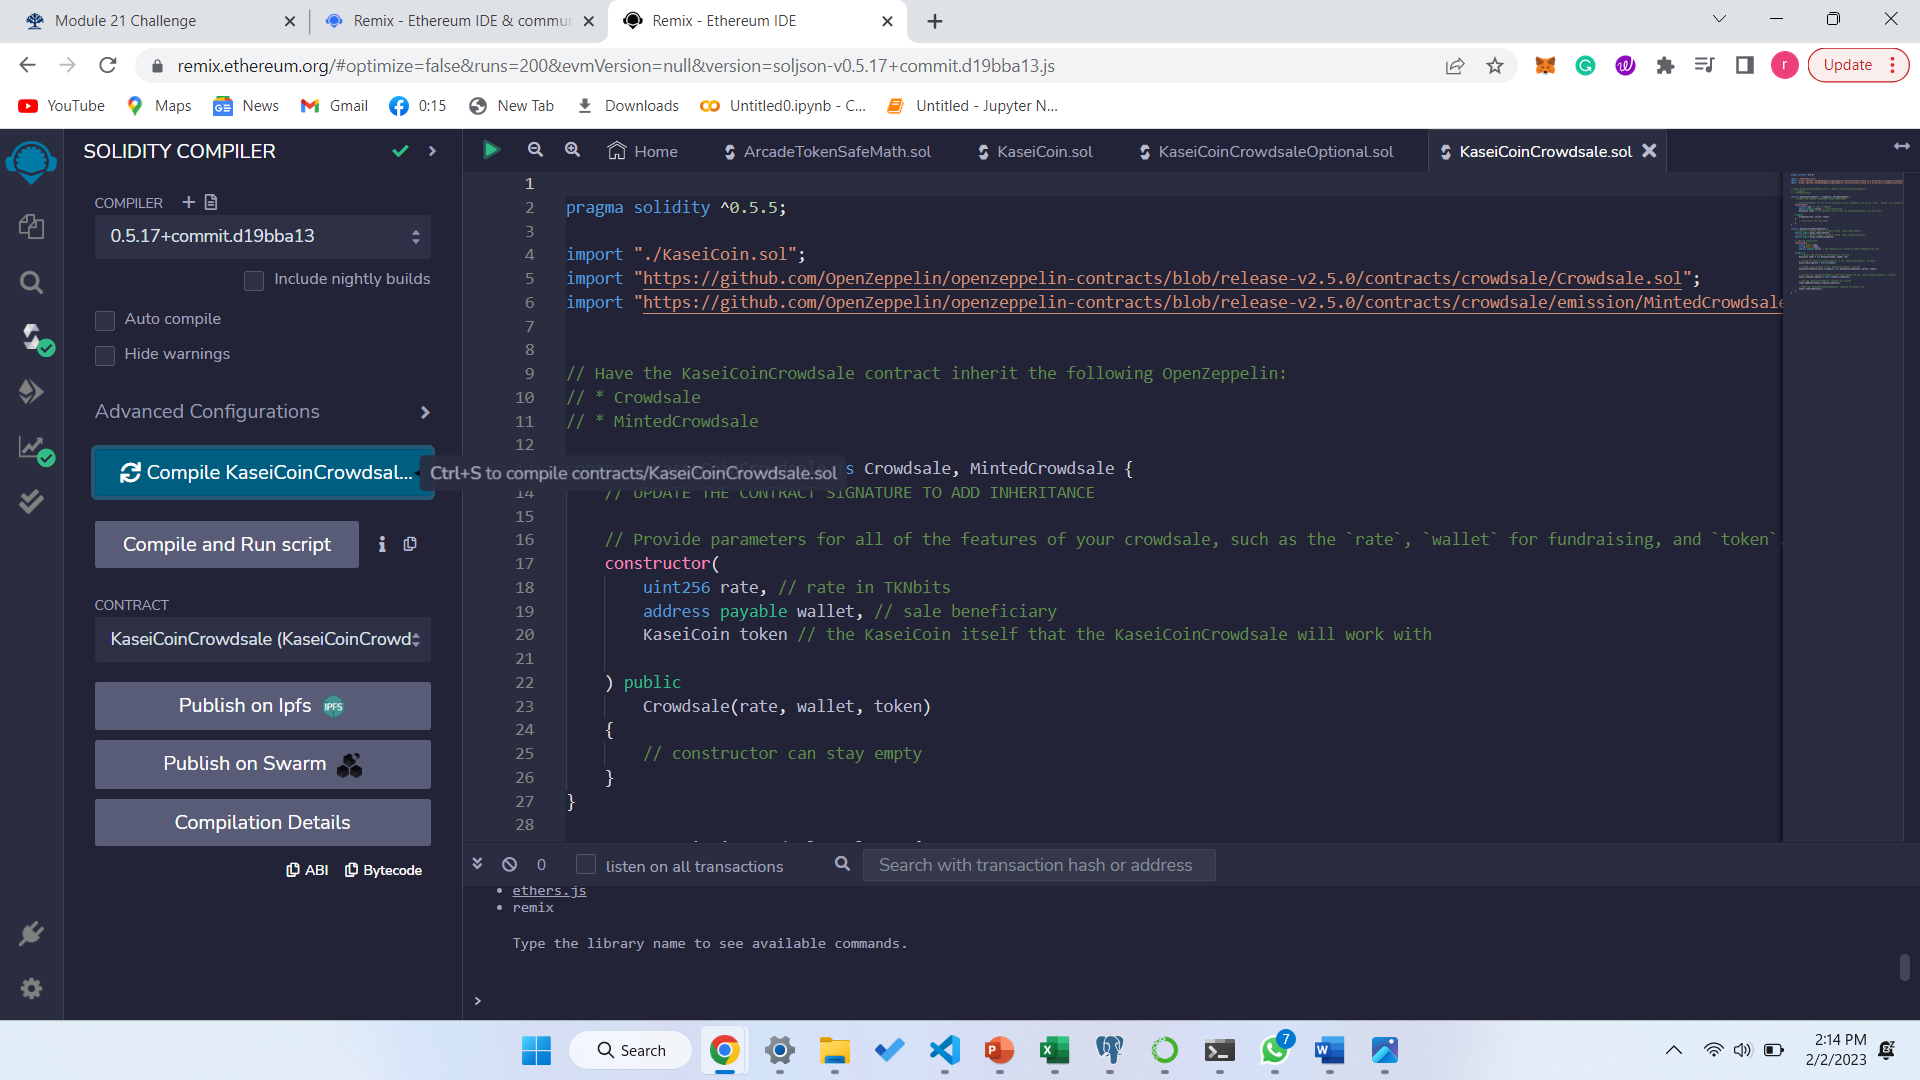 Module 21 Challenge
Remix - Ethereum IDE & commu
Remix - Ethereum IDE
remix.ethereum.org/#optimize=false&runs=200&evmVersion=null&version=soljson-v0.5.17+commit.d19bba13.js
r
Update
YouTube
Maps
News
Gmail
0:15
New Tab
Downloads
Untitled0.ipynb - C...
Untitled - Jupyter N...
SOLIDITY COMPILER
COMPILER
0.5.17+commit.d19bba13
Include nightly builds
Auto compile
Hide warnings
Advanced Configurations
Compile KaseiCoinCrowdsal...
Ctrl+S to compile contracts/KaseiCoinCrowdsale.sol
Compile and Run script
CONTRACT
KaseiCoinCrowdsale (KaseiCoinCrowd
Publish on Ipfs
IPFS
Publish on Swarm
Compilation Details
ABI
Bytecode
Home
ArcadeTokenSafeMath.sol
KaseiCoin.sol
KaseiCoinCrowdsaleOptional.sol
KaseiCoinCrowdsale.sol
1
2 pragma solidity ^0.5.5;
3
4 import "./KaseiCoin.sol";
5 import "https://github.com/OpenZeppelin/openzeppelin-contracts/blob/release-v2.5.0/contracts/crowdsale/Crowdsale.sol";
6 import "https://github.com/OpenZeppelin/openzeppelin-contracts/blob/release-v2.5.0/contracts/crowdsale/emission/MintedCrowdsale
7
8
9 // Have the KaseiCoinCrowdsale contract inherit the following OpenZeppelin:
10 // * Crowdsale
11 // * MintedCrowdsale
12
s Crowdsale, MintedCrowdsale {
14 // UPDATE THE CONTRACT SIGNATURE TO ADD INHERITANCE
15
16 // Provide parameters for all of the features of your crowdsale, such as the `rate`, `wallet` for fundraising, and `token`.
17 constructor(
18 uint256 rate, // rate in TKNbits
19 address payable wallet, // sale beneficiary
20 KaseiCoin token // the KaseiCoin itself that the KaseiCoinCrowdsale will work with
21
22 ) public
23 Crowdsale(rate, wallet, token)
24 {
25 // constructor can stay empty
26 }
27 }
28
0
listen on all transactions
Search with transaction hash or address
• ethers.js
• remix
Type the library name to see available commands.
>
Search
7
2:14 PM
2/2/2023